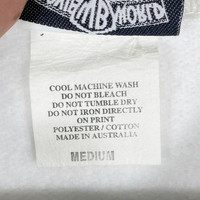 COOL MACHINE WASH
DO NOT BLEACH
DO NOT TUMBLE DRY
DO NOT IRON DIRECTLY
ON PRINT
POLYESTER / COTTON
MADE IN AUSTRALIA
MEDIUM